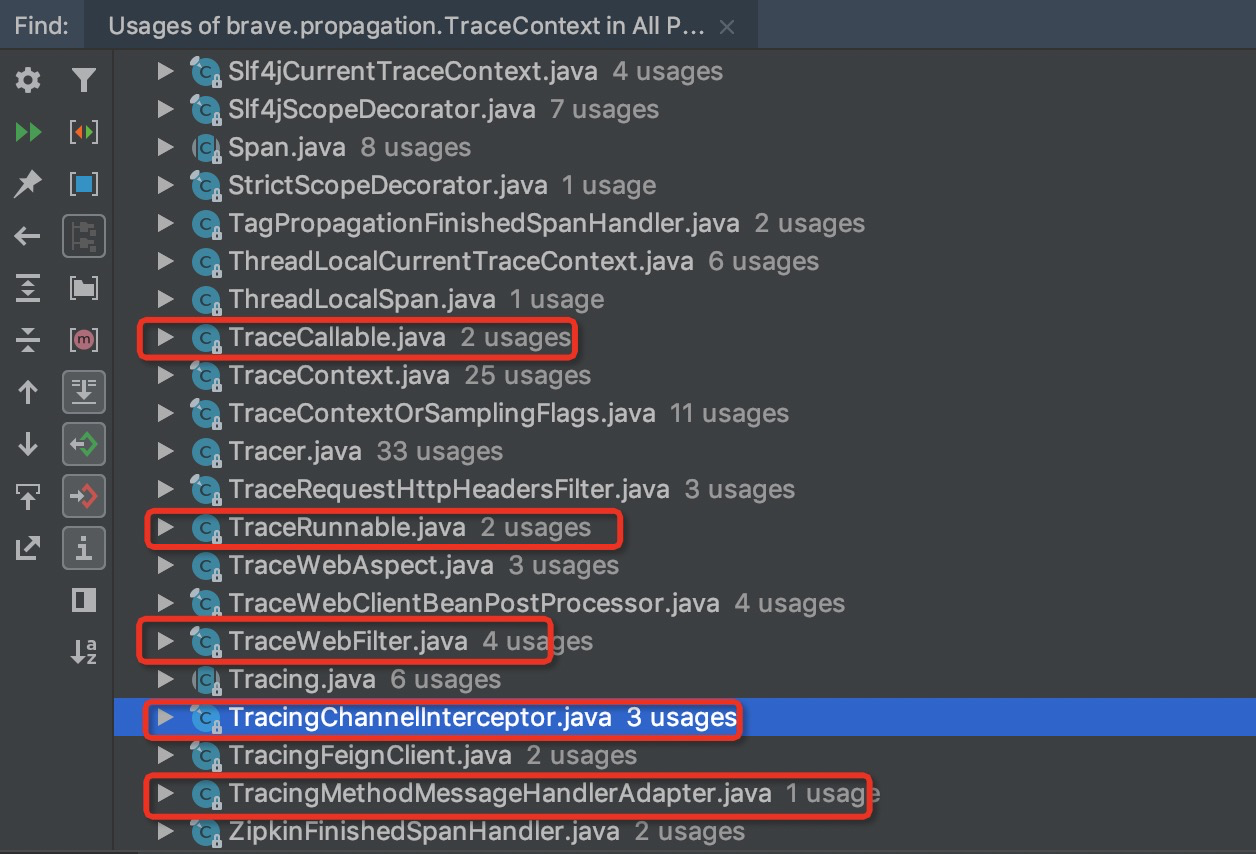 Find: Usages of brave.propagation.TraceContext in All P...
Slf4jCurrentTraceContext.java 4 usages
Slf4jScopeDecorator.java 7 usages
Span.java 8 usages
StrictScopeDecorator.java 1 usage
TagPropagationFinishedSpanHandler.java 2 usages
ThreadLocalCurrentTraceContext.java 6 usages
ThreadLocalSpan.java 1 usage
TraceCallable.java 2 usages
TraceContext.java 25 usages
TraceContextOrSamplingFlags.java 11 usages
Tracer.java 33 usages
TraceRequestHttpHeadersFilter.java 3 usages
TraceRunnable.java 2 usages
TraceWebAspect.java 3 usages
TraceWebClientBeanPostProcessor.java 4 usages
TraceWebFilter.java 4 usages
Tracing.java 6 usages
TracingChannelInterceptor.java 3 usages
TracingFeignClient.java 2 usages
TracingMethodMessageHandlerAdapter.java 1 usage
ZipkinFinishedSpanHandler.java 2 usages